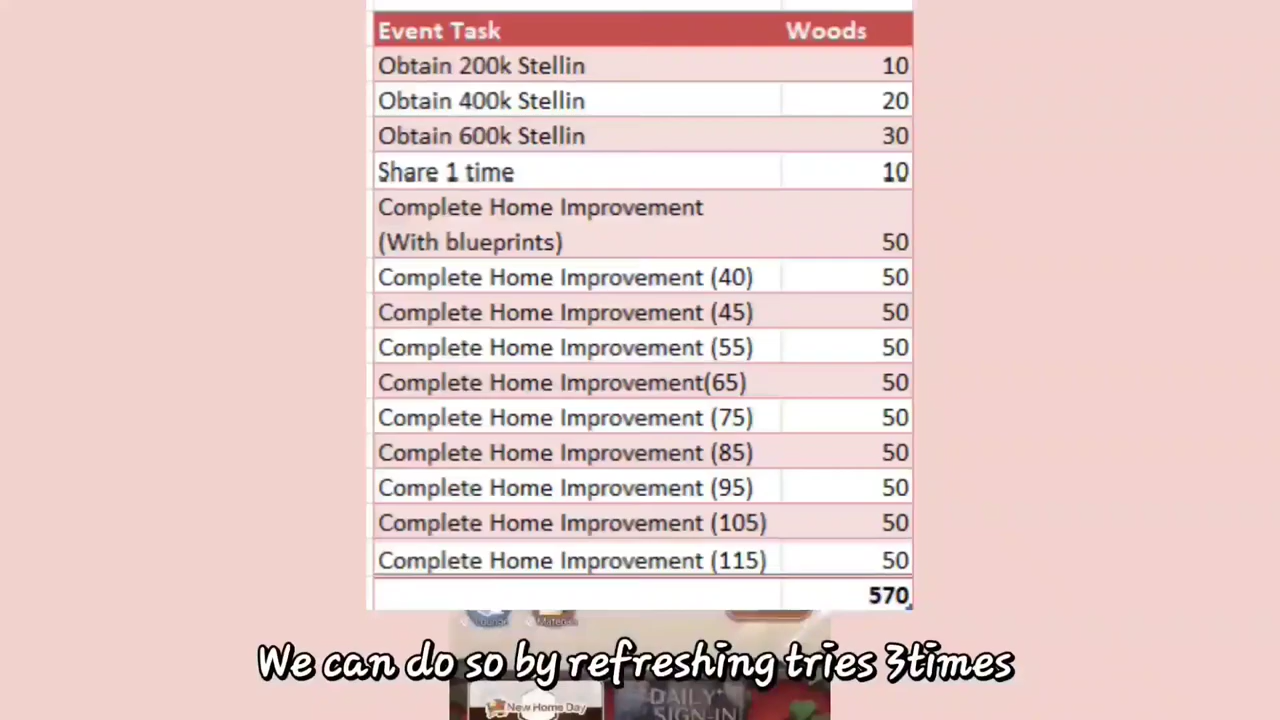 Event Task Woods
Obtain 200k Stellin 10
Obtain 400k Stellin 20
Obtain 600k Stellin 30
Share 1 time 10
Complete Home Improvement
(With blueprints) 50
Complete Home Improvement (40) 50
Complete Home Improvement (45) 50
Complete Home Improvement (55) 50
Complete Home Improvement(65) 50
Complete Home Improvement (75) 50
Complete Home Improvement (85) 50
Complete Home Improvement (95) 50
Complete Home Improvement (105) 50
Complete Home Improvement (115) 50
570
We can do so by refreshing tries 3times
New Home Day
DAILY
SIGN-IN